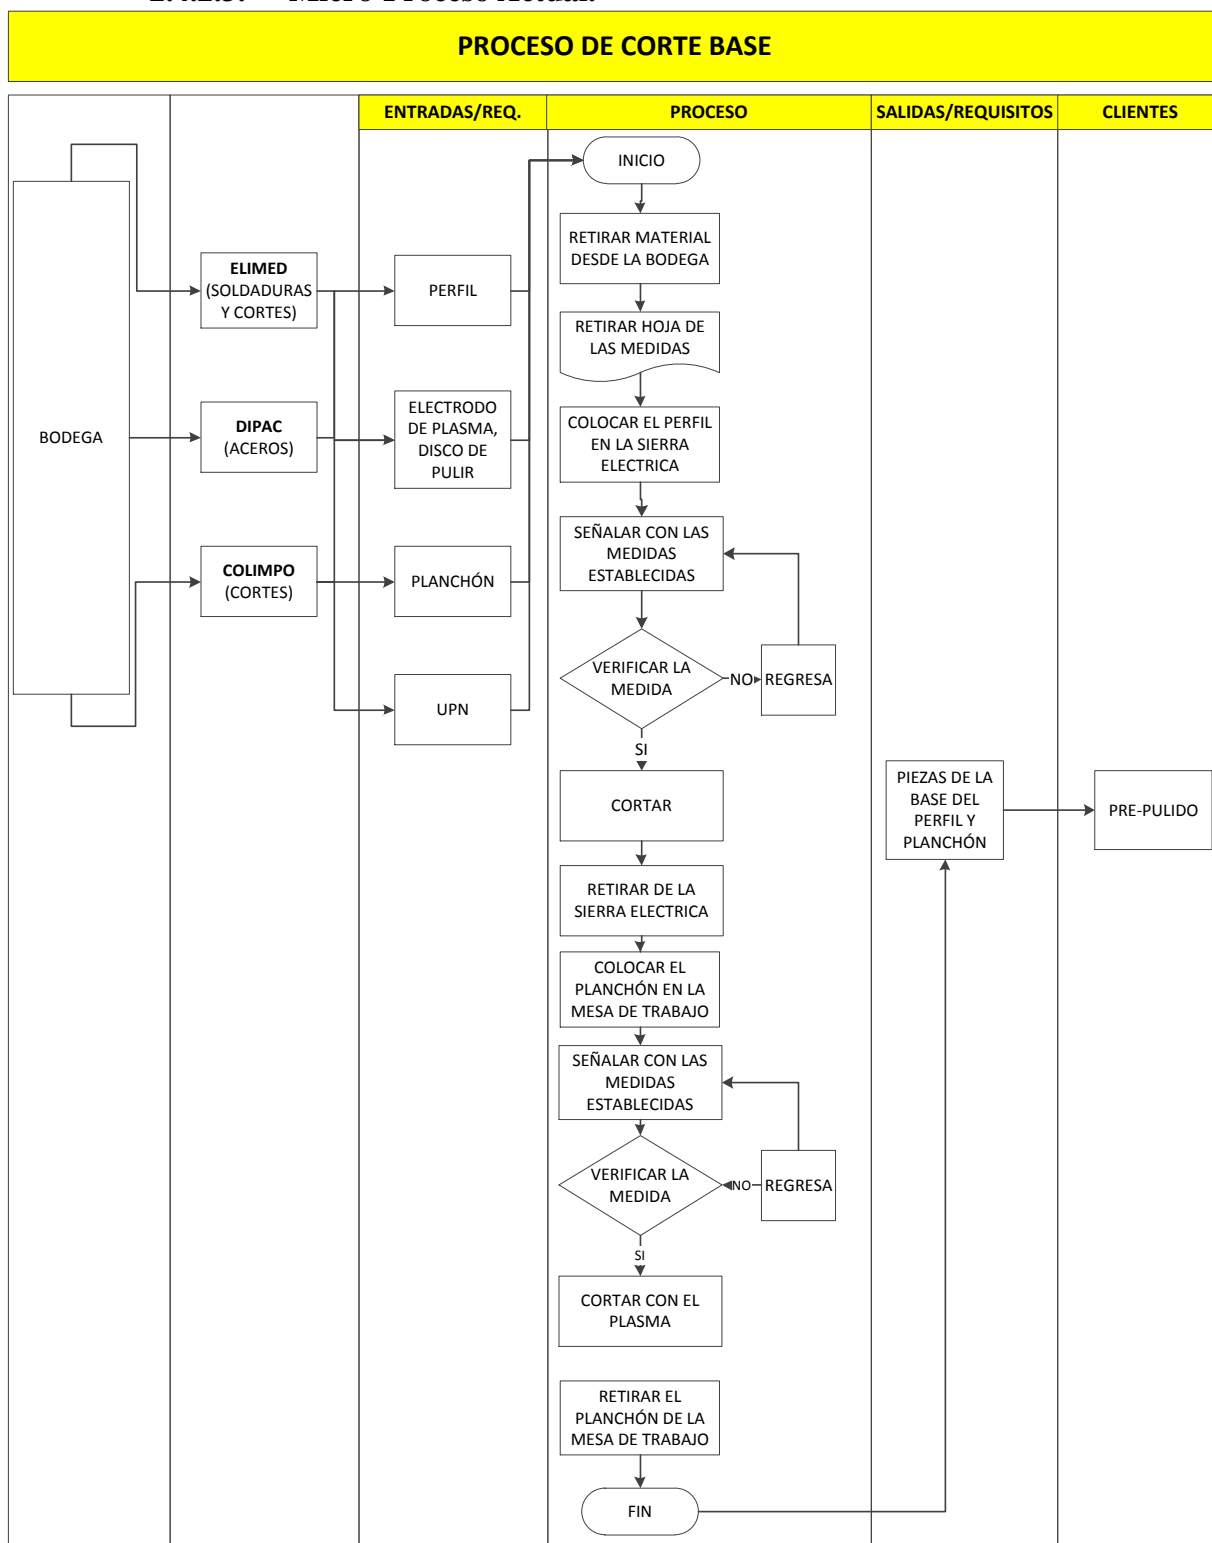 PROCESO DE CORTE BASE
ENTRADAS/REQ.
PROCESO
SALIDAS/REQUISITOS
CLIENTES
BODEGA
ELIMED
(SOLDADURAS
Y CORTES)
DIPAC
(ACEROS)
COLIMPO
(CORTES)
PERFIL
ELECTRODO
DE PLASMA,
DISCO DE
PULIR
PLANCHÓN
UPN
INICIO
RETIRAR MATERIAL
DESDE LA BODEGA
RETIRAR HOJA DE
LAS MEDIDAS
COLOCAR EL PERFIL
EN LA SIERRA
ELECTRICA
SEÑALAR CON LAS
MEDIDAS
ESTABLECIDAS
VERIFICAR LA
MEDIDA
NO
REGRESA
SI
CORTAR
RETIRAR DE LA
SIERRA ELECTRICA
COLOCAR EL
PLANCHÓN EN LA
MESA DE TRABAJO
SEÑALAR CON LAS
MEDIDAS
ESTABLECIDAS
VERIFICAR LA
MEDIDA
NO
REGRESA
SI
CORTAR CON EL
PLASMA
RETIRAR EL
PLANCHÓN DE LA
MESA DE TRABAJO
FIN
PIEZAS DE LA
BASE DEL
PERFIL Y
PLANCHÓN
PRE-PULIDO